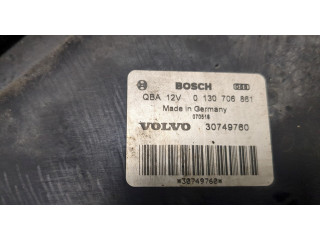 BOSCH
QBA 12V 0 130 706 861
Made in Germany
070516
VOLVO 30749760
*30749760*